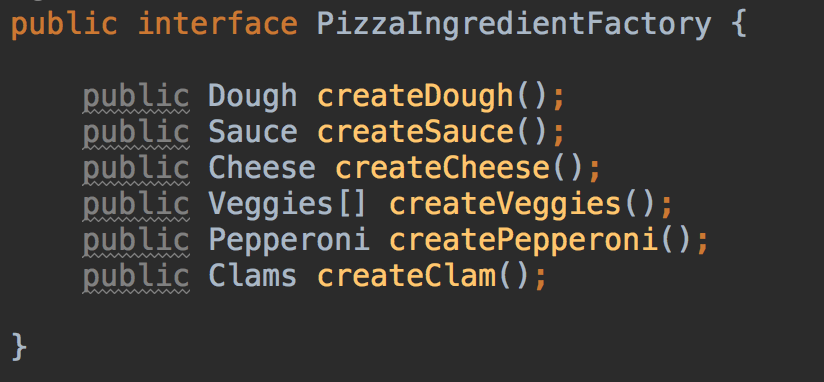 public interface PizzaIngredientFactory {
public Dough createDough();
public Sauce createSauce();
public Cheese createCheese();
public Veggies[] createVeggies();
public Pepperoni createPepperoni();
public Clams createClam();
}